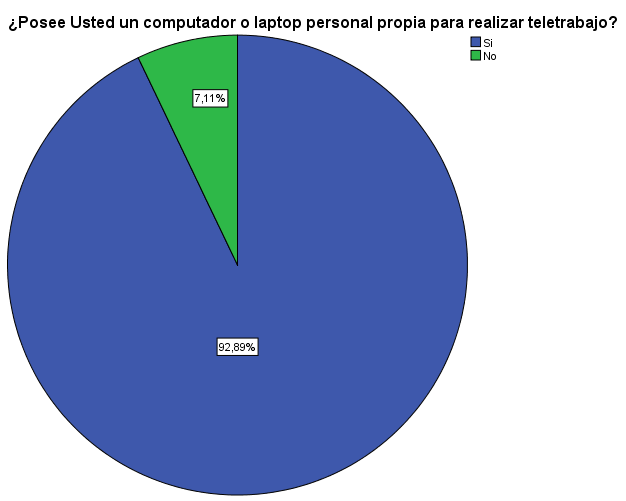 ¿Posee Usted un computador o laptop personal propia para realizar teletrabajo?
Si
No
7,11%
92,89%